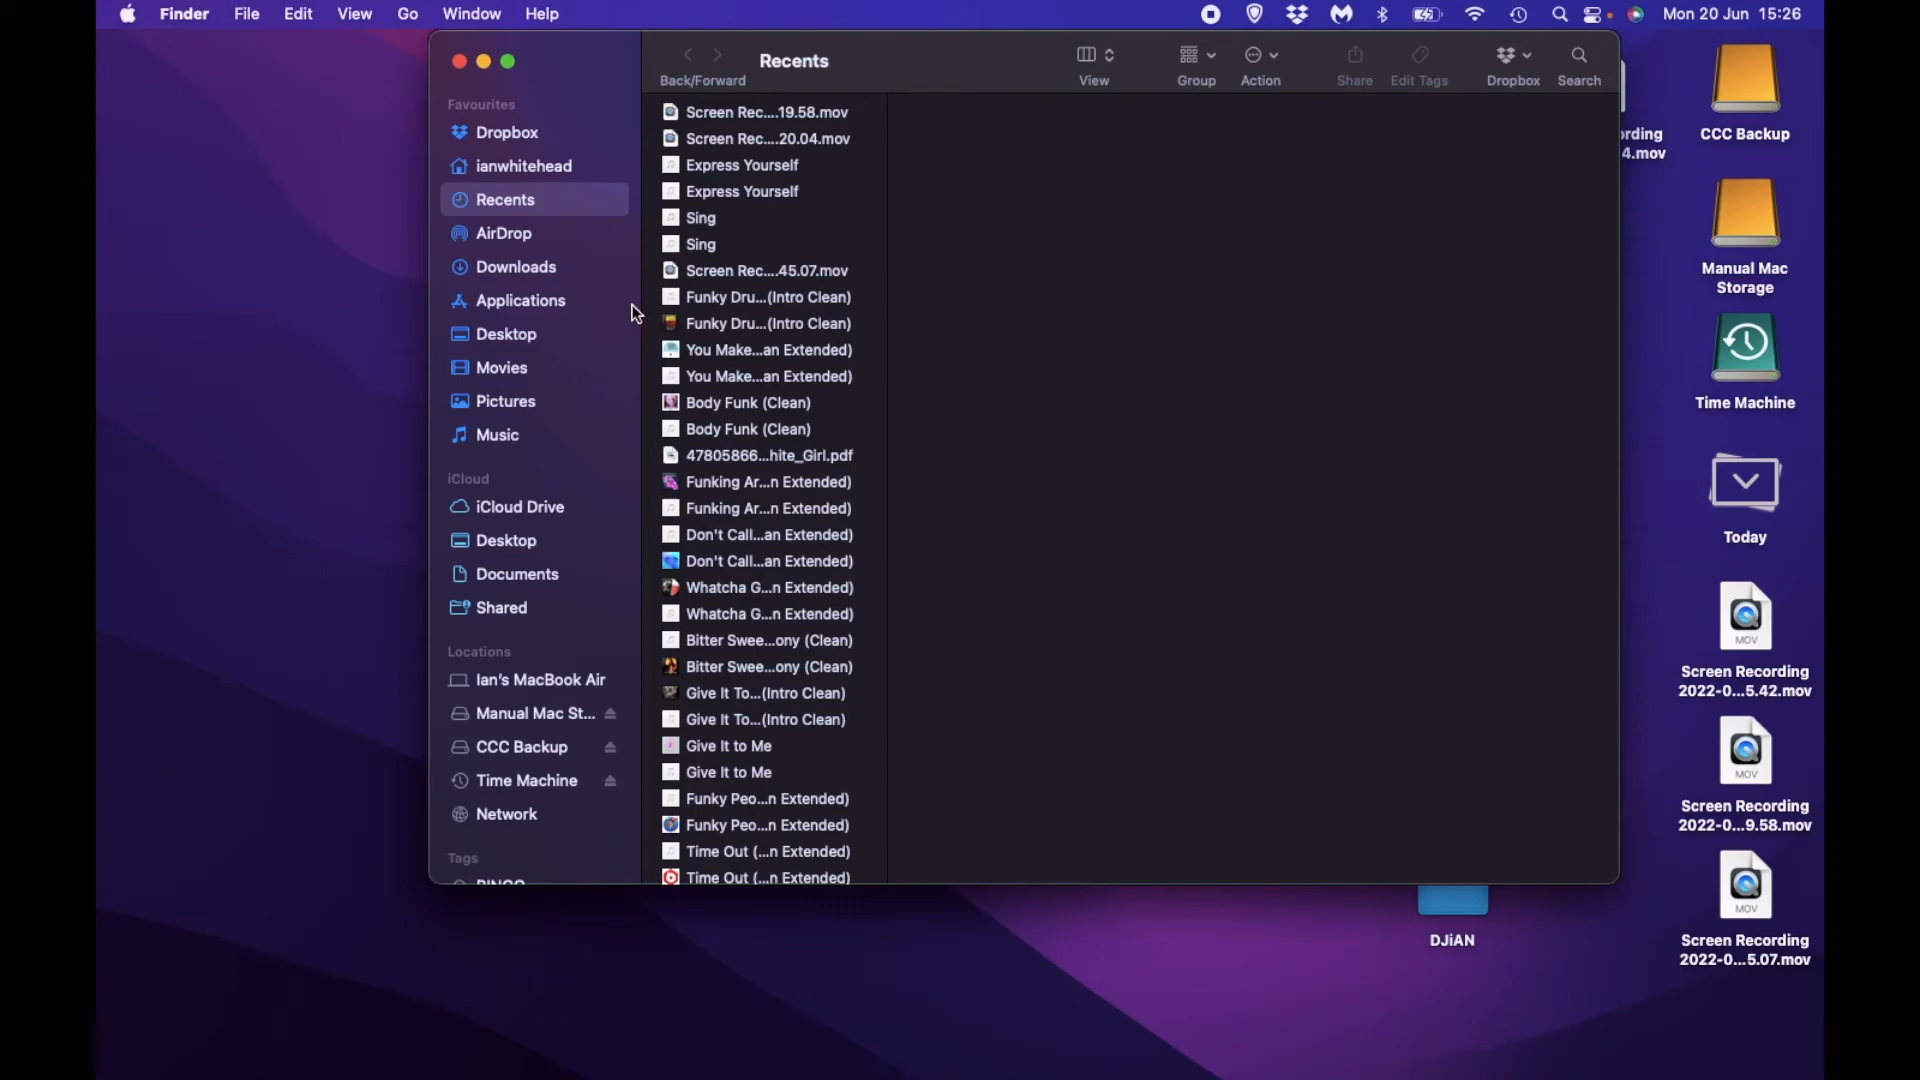 Finder File Edit View Go Window Help Mon 20 Jun 15:26
Recents
Back/Forward View Group Action Share Edit Tags Dropbox Search
Favourites
Dropbox
ianwhitehead
Recents
AirDrop
Downloads
Applications
Desktop
Movies
Pictures
Music
iCloud
iCloud Drive
Desktop
Documents
Shared
Locations
Ian's MacBook Air
Manual Mac St...
CCC Backup
Time Machine
Network
Tags
Screen Rec....19.58.mov
Screen Rec....20.04.mov
Express Yourself
Express Yourself
Sing
Sing
Screen Rec....45.07.mov
Funky Dru...(Intro Clean)
Funky Dru...(Intro Clean)
You Make...an Extended)
You Make...an Extended)
Body Funk (Clean)
Body Funk (Clean)
47805866...hite_Girl.pdf
Funking Ar...n Extended)
Funking Ar...n Extended)
Don't Call...an Extended)
Don't Call...an Extended)
Whatcha G...n Extended)
Whatcha G...n Extended)
Bitter Swee...ony (Clean)
Bitter Swee...ony (Clean)
Give It To...(Intro Clean)
Give It To...(Intro Clean)
Give It to Me
Give It to Me
Funky Peo...n Extended)
Funky Peo...n Extended)
Time Out (...n Extended)
Time Out (...n Extended)
rding
4.mov
CCC Backup
Manual Mac
Storage
Time Machine
Today
MOV
Screen Recording
2022-0...5.42.mov
MOV
Screen Recording
2022-0...9.58.mov
MOV
Screen Recording
2022-0...5.07.mov
DJiAN